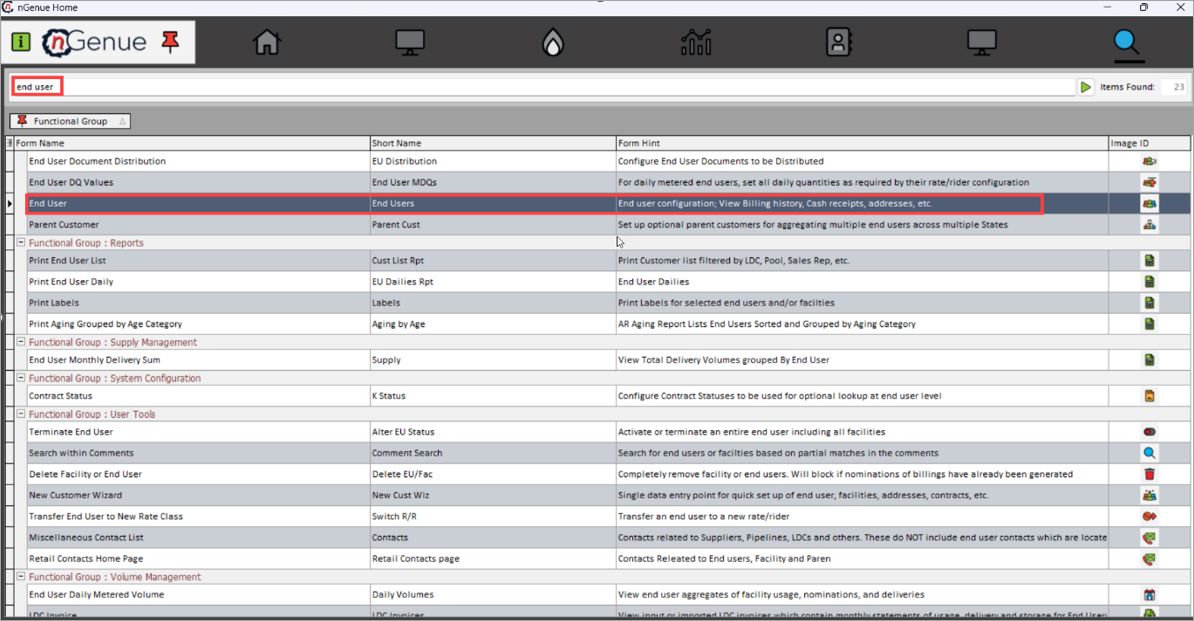 nGenue Home
nGenue
end user
Items Found: 23
Functional Group
Form Name Short Name Form Hint Image ID
End User Document Distribution EU Distribution Configure End User Documents to be Distributed
End User DQ Values End User MDQs For daily metered end users, set all daily quantities as required by their rate/rider configuration
End User End Users End user configuration; View Billing history, Cash receipts, addresses, etc.
Parent Customer Parent Cust Set up optional parent customers for aggregating multiple end users across multiple States
Functional Group : Reports
Print End User List Cust List Rpt Print Customer list filtered by LDC, Pool, Sales Rep, etc.
Print End User Daily EU Dailies Rpt End User Dailies
Print Labels Labels Print Labels for selected end users and/or facilties
Print Aging Grouped by Age Category Aging by Age AR Aging Report Lists End Users Sorted and Grouped by Aging Category
Functional Group : Supply Management
End User Monthly Delivery Sum Supply View Total Delivery Volumes grouped By End User
Functional Group : System Configuration
Contract Status K Status Configure Contract Statuses to be used for optional lookup at end user level
Functional Group : User Tools
Terminate End User Alter EU Status Activate or terminate an entire end user including all facilities
Search within Comments Comment Search Search for end users or facilties based on partial matches in the comments
Delete Facility or End User Delete EU/Fac Completely remove facility or end users. Will block if nominations of billings have already been generated
New Customer Wizard New Cust Wiz Single data entry point for quick set up of end user, facilities, addresses, contracts, etc.
Transfer End User to New Rate Class Switch R/R Transfer an end user to a new rate/rider
Miscellaneous Contact List Contacts Contacts related to Suppliers, Pipelines, LDCs and others. These do NOT include end user contacts which are locate
Retail Contacts Home Page Retail Contacts page Contacts Releated to End users, Facility and Paren
Functional Group : Volume Management
End User Daily Metered Volume Daily Volumes View end user aggregates of facility usage, nominations, and deliveries
LDC Invoice LDC Invoices View input or imported LDC invoices which contain monthly statements of usage, delivery and storage for End User